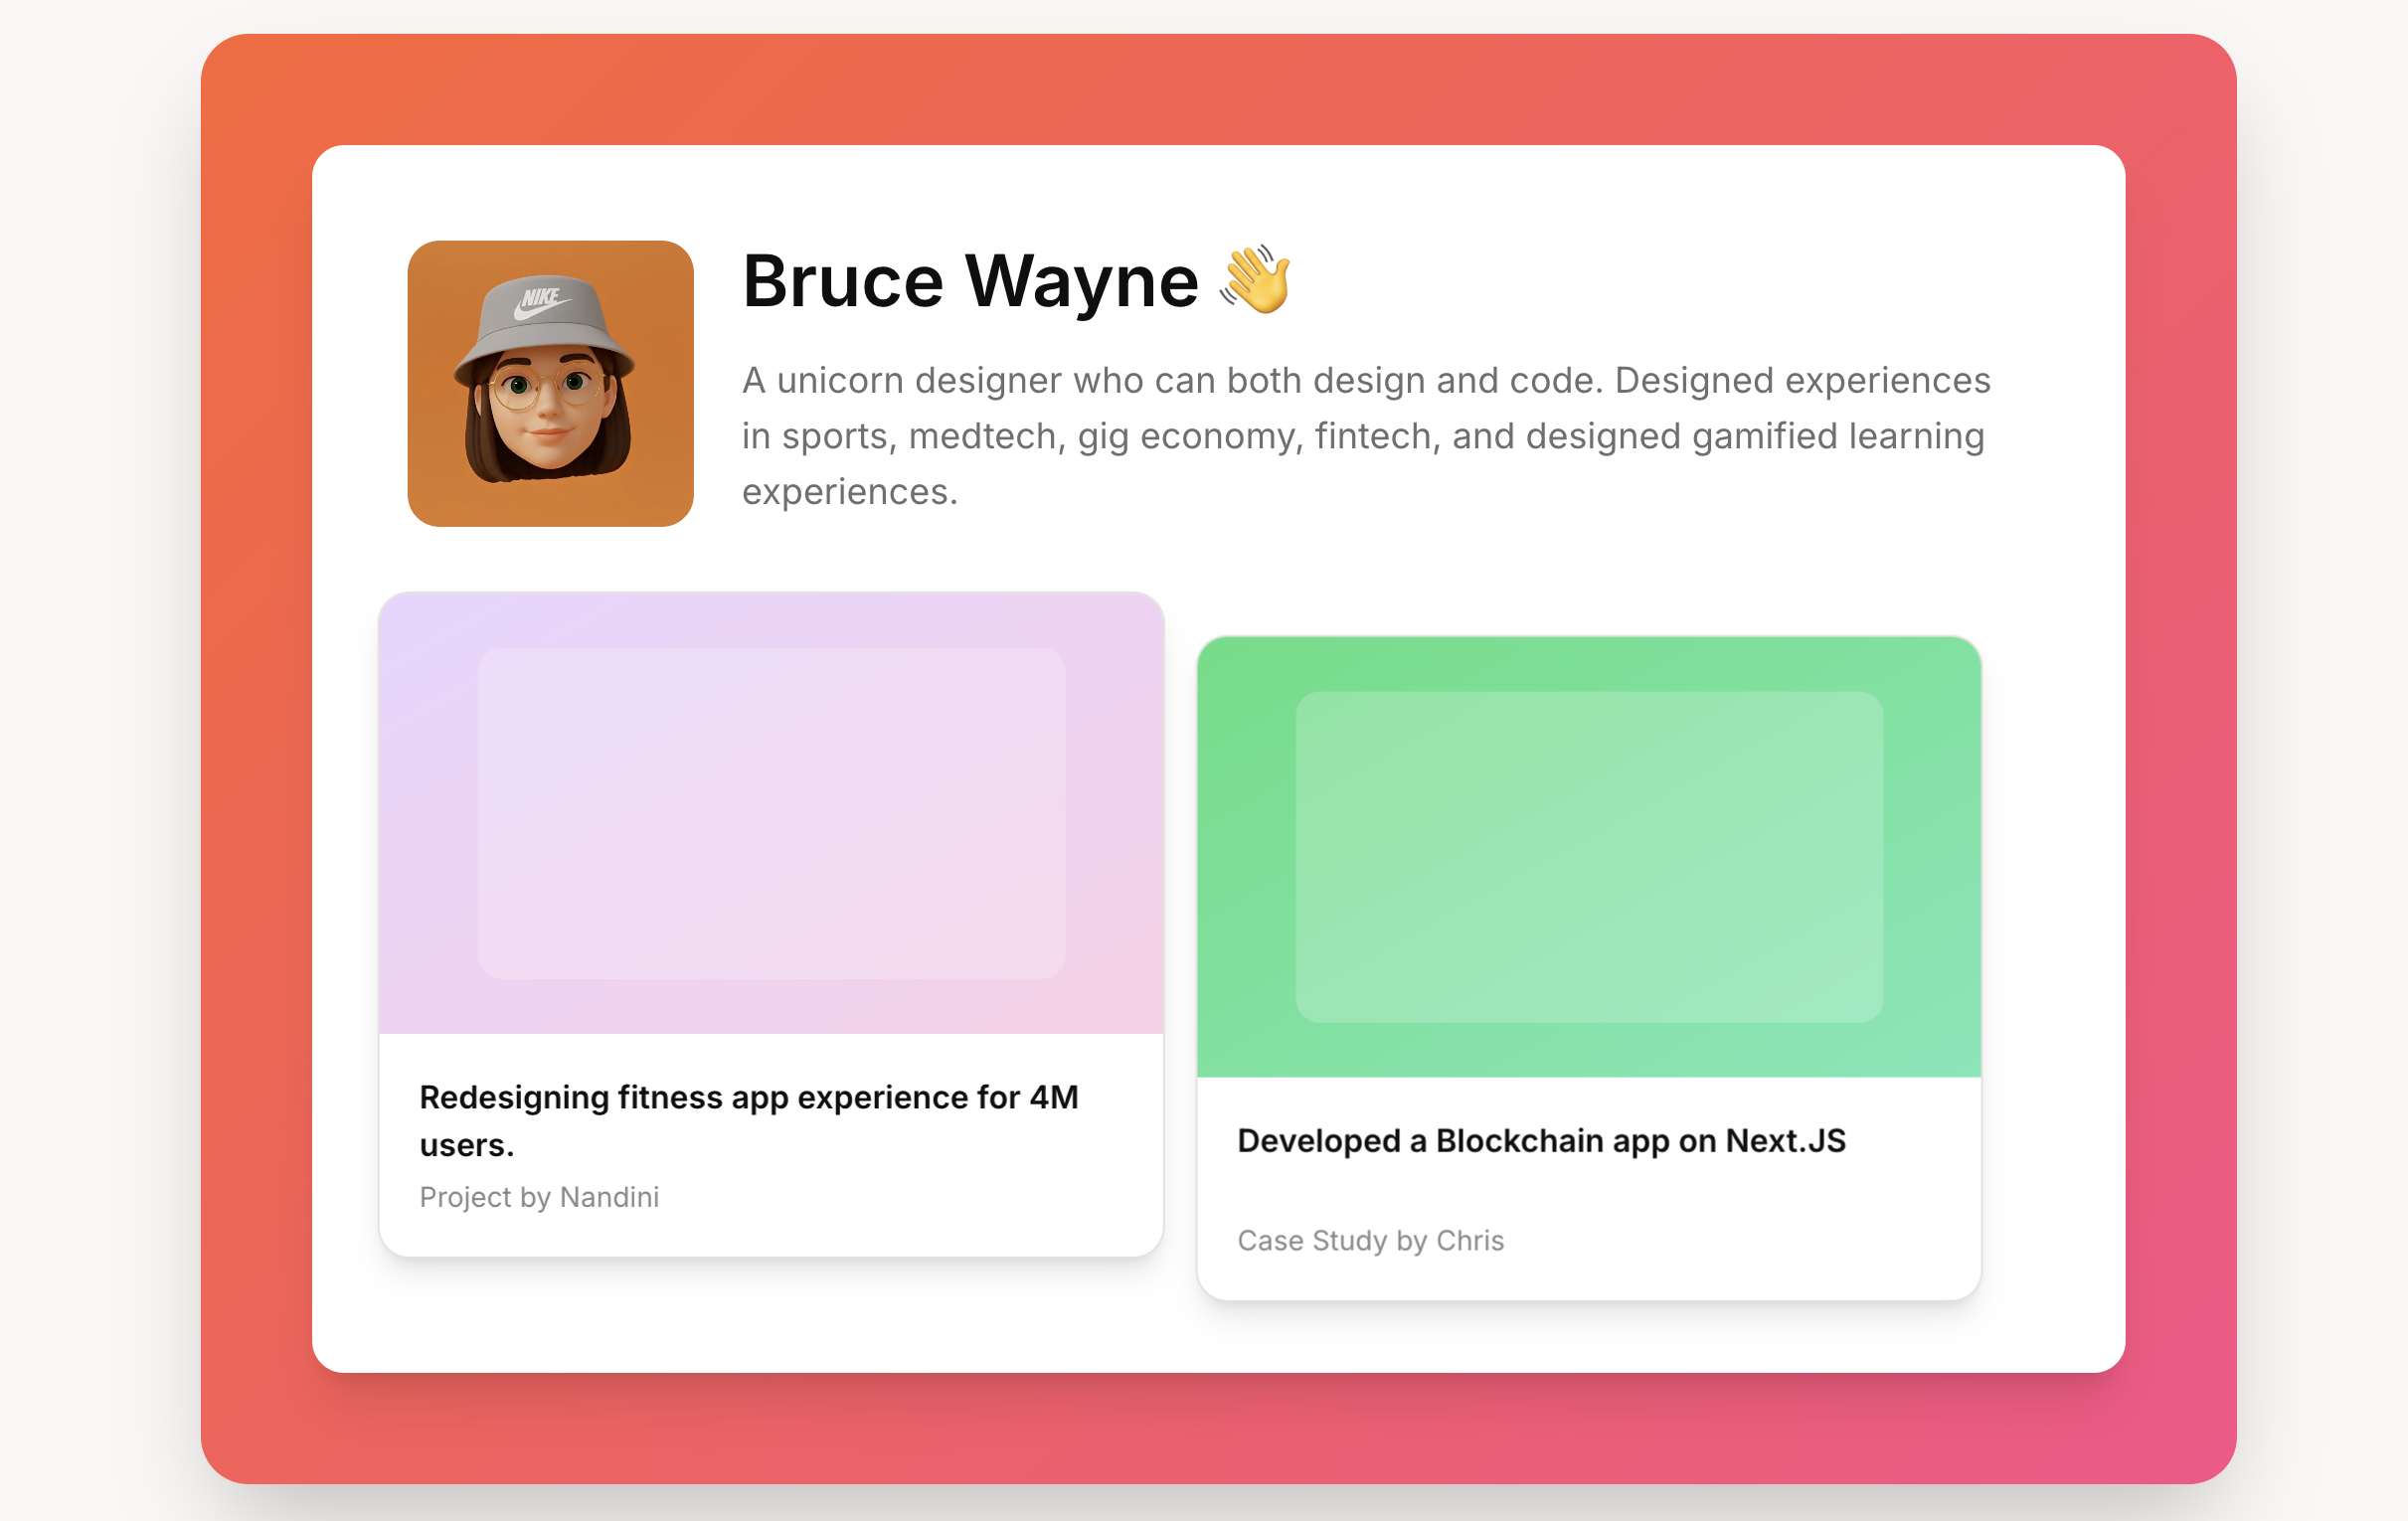 NIKE
Bruce Wayne 👋
A unicorn designer who can both design and code. Designed experiences
in sports, medtech, gig economy, fintech, and designed gamified learning
experiences.
Redesigning fitness app experience for 4M
users.
Project by Nandini
Developed a Blockchain app on Next.JS
Case Study by Chris